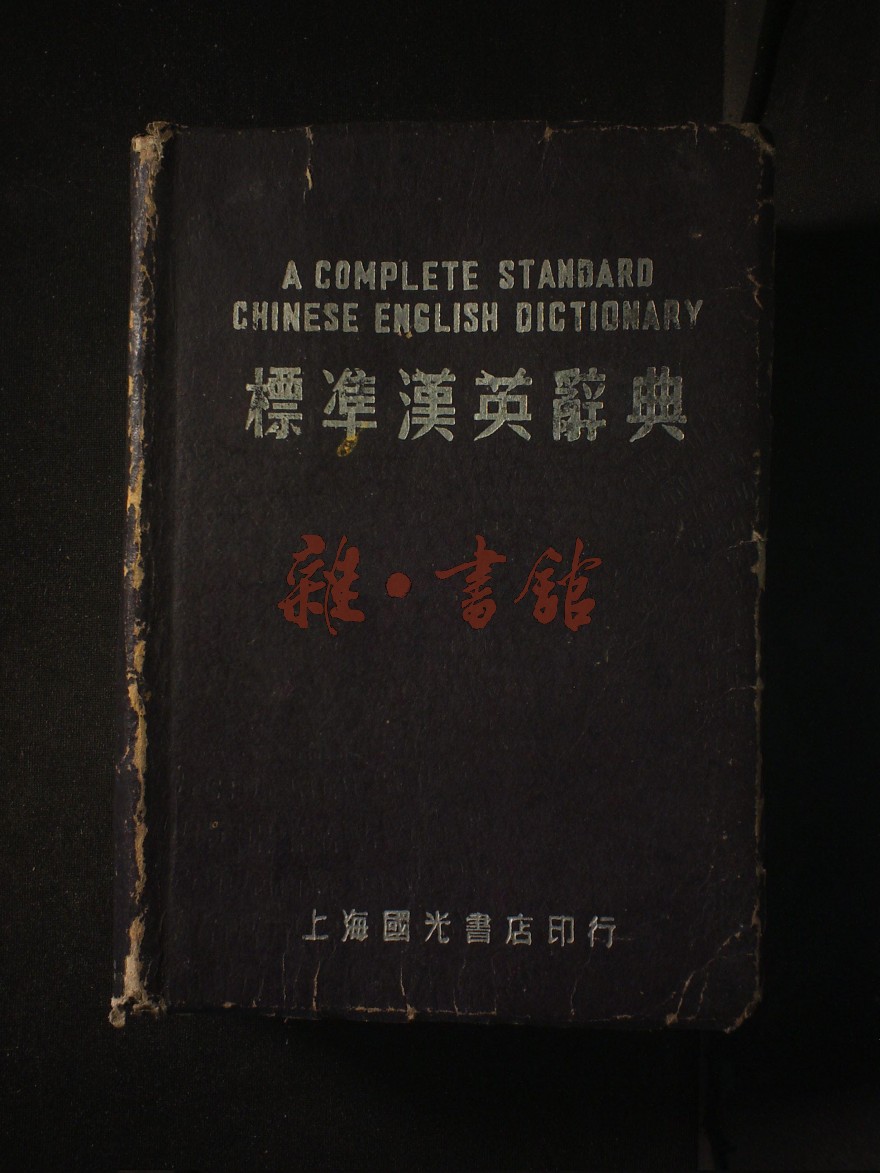 A COMPLETE STANDARD
CHINESE ENGLISH DICTIONARY
標準漢英辭典
雜·書館
上海國光書店印行